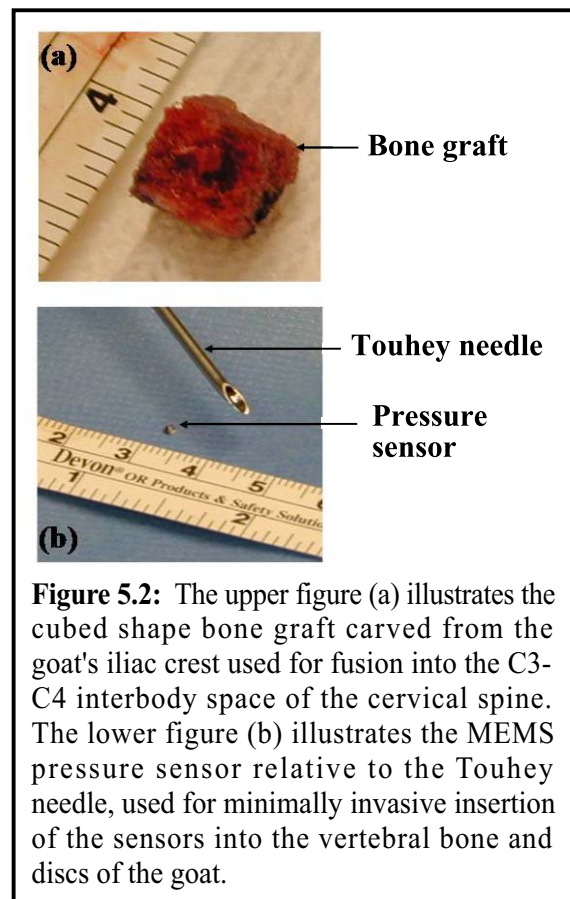 (a)
4
Bone graft
Touhey needle
Pressure
sensor
2 3 4 5
Devon® OR Products & Safety Solutio
1 2
(b)
Figure 5.2: The upper figure (a) illustrates the
cubed shape bone graft carved from the
goat's iliac crest used for fusion into the C3-
C4 interbody space of the cervical spine.
The lower figure (b) illustrates the MEMS
pressure sensor relative to the Touhey
needle, used for minimally invasive insertion
of the sensors into the vertebral bone and
discs of the goat.